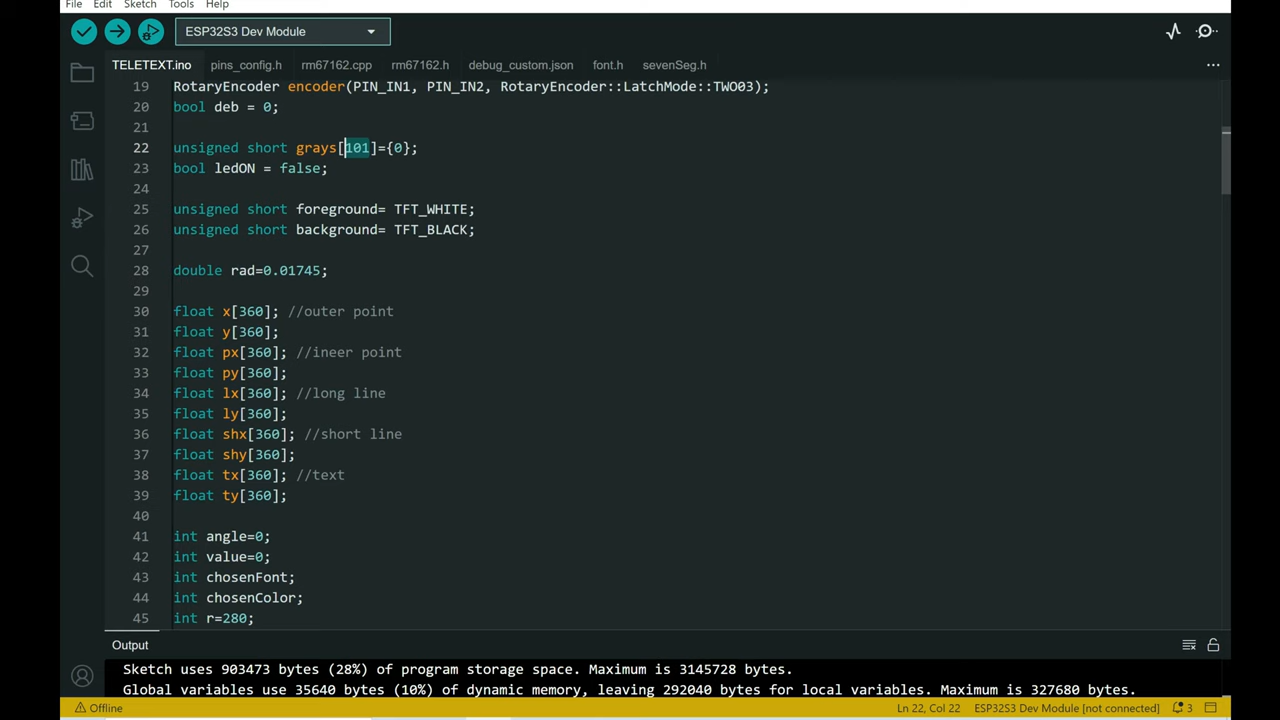 File Edit Sketch Tools Help
ESP32S3 Dev Module
TELETEXT.ino pins_config.h rm67162.cpp rm67162.h debug_custom.json font.h sevenSeg.h ...
19 RotaryEncoder encoder(PIN_IN1, PIN_IN2, RotaryEncoder::LatchMode::TWO03);
20 bool deb = 0;
21
22 unsigned short grays[101]={0};
23 bool ledON = false;
24
25 unsigned short foreground= TFT_WHITE;
26 unsigned short background= TFT_BLACK;
27
28 double rad=0.01745;
29
30 float x[360]; //outer point
31 float y[360];
32 float px[360]; //ineer point
33 float py[360];
34 float lx[360]; //long line
35 float ly[360];
36 float shx[360]; //short line
37 float shy[360];
38 float tx[360]; //text
39 float ty[360];
40
41 int angle=0;
42 int value=0;
43 int chosenFont;
44 int chosenColor;
45 int r=280;
Output
Sketch uses 903473 bytes (28%) of program storage space. Maximum is 3145728 bytes.
Global variables use 35640 bytes (10%) of dynamic memory, leaving 292040 bytes for local variables. Maximum is 327680 bytes.
Offline Ln 22, Col 22 ESP32S3 Dev Module [not connected] 3